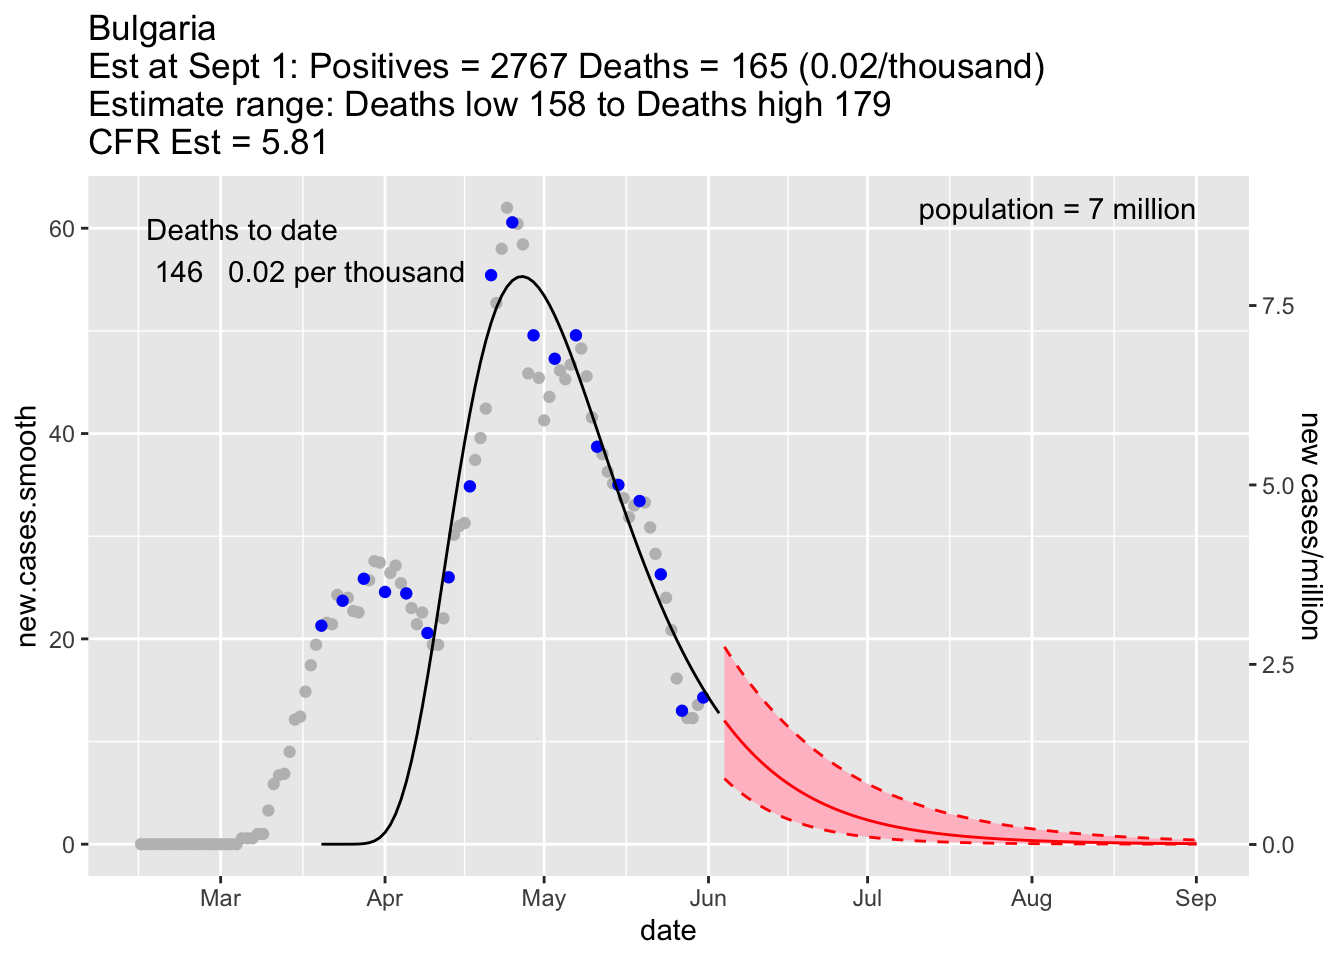 Bulgaria
Est at Sept 1: Positives = 2767 Deaths = 165 (0.02/thousand)
Estimate range: Deaths low 158 to Deaths high 179
CFR Est = 5.81
population = 7 million
Deaths to date
146 0.02 per thousand
60
40
20
0
new.cases.smooth
7.5
5.0
2.5
0.0
new cases/million
Mar Apr May Jun Jul Aug Sep
date